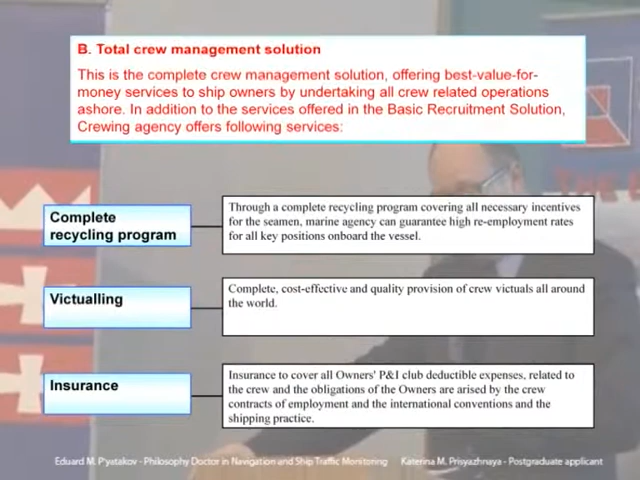 B. Total crew management solution
This is the complete crew management solution, offering best-value-for-
money services to ship owners by undertaking all crew related operations
ashore. In addition to the services offered in the Basic Recruitment Solution,
Crewing agency offers following services:
Complete
recycling program
Through a complete recycling program covering all necessary incentives
for the seamen, marine agency can guarantee high re-employment rates
for all key positions onboard the vessel.
Victualling
Complete, cost-effective and quality provision of crew victuals all around
the world.
Insurance
Insurance to cover all Owners' P&I club deductible expenses, related to
the crew and the obligations of the Owners are arised by the crew
contracts of employment and the international conventions and the
shipping practice.
Eduard M. P'yatakov - Philosophy Doctor in Navigation and Ship Traffic Monitoring Katerina M. Prisyazhnaya - Postgraduate applicant